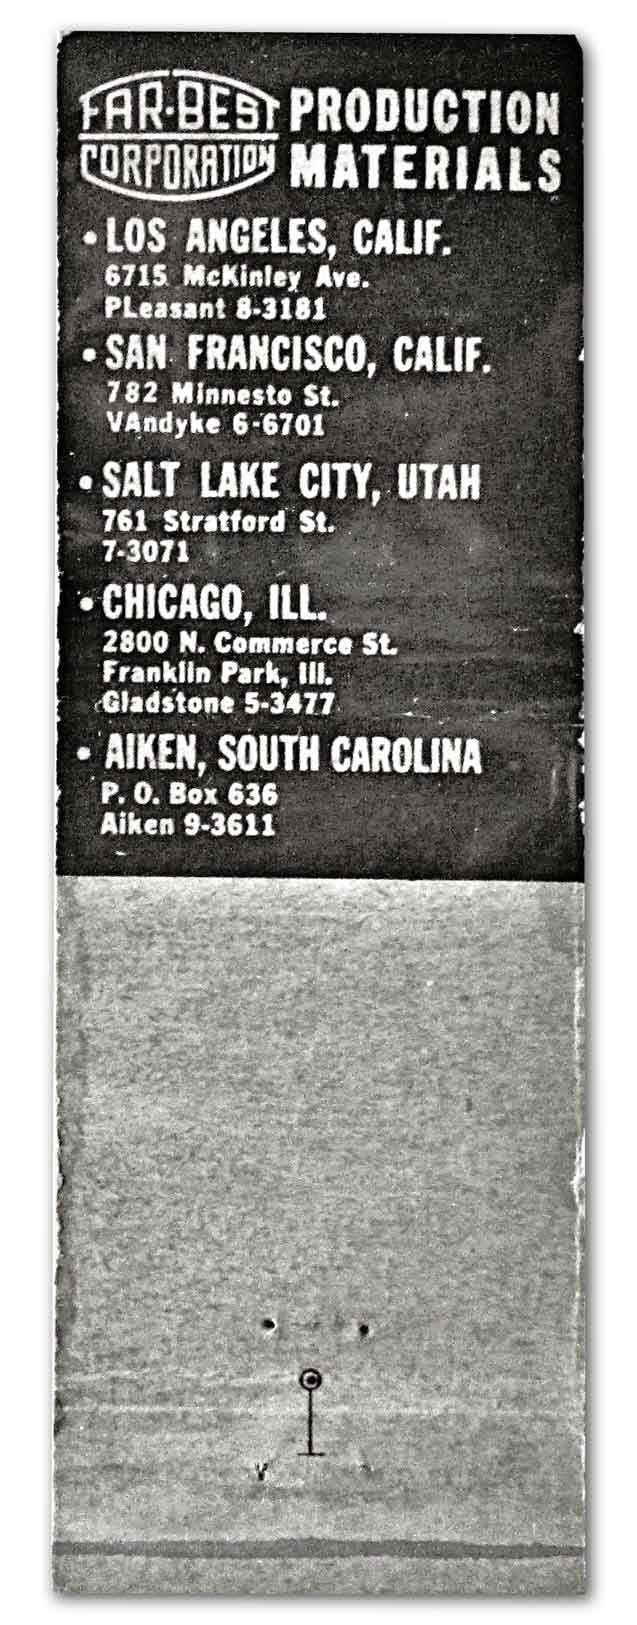 FAR-BEST
CORPORATION
PRODUCTION
MATERIALS
• LOS ANGELES, CALIF.
6715 McKinley Ave.
PLeasant 8-3181
• SAN FRANCISCO, CALIF.
782 Minnesto St.
VAndyke 6-6701
• SALT LAKE CITY, UTAH
761 Stratford St.
7-3071
• CHICAGO, ILL.
2800 N. Commerce St.
Franklin Park, Ill.
Gladstone 5-3477
• AIKEN, SOUTH CAROLINA
P. O. Box 636
Aiken 9-3611